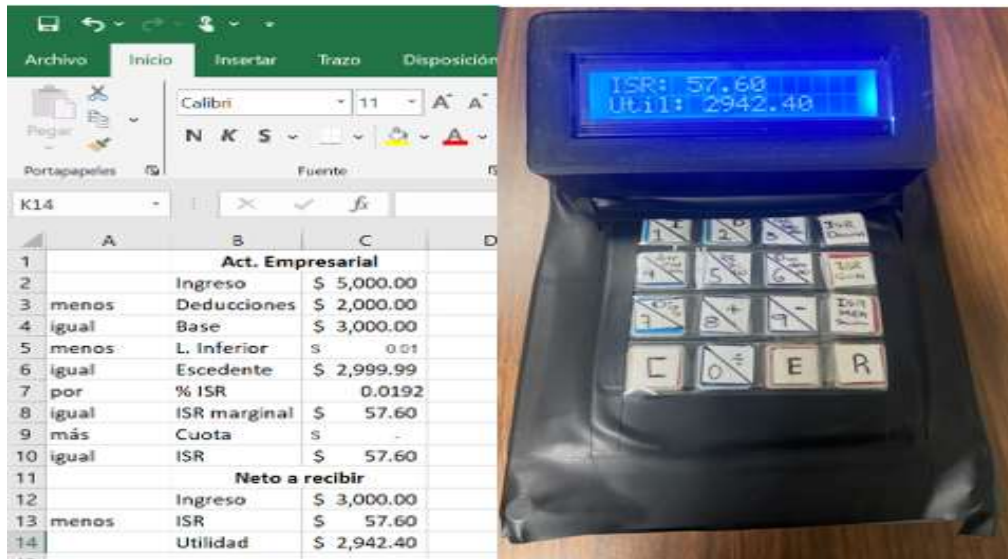 Archivo Inicio Insertar Trazo Disposición
Pegar
Calibri 11 A A
N K S A
Portapapeles Fuente
K14 fx
A B C D
1 Act. Empresarial
2 Ingreso $ 5,000.00
3 menos Deducciones $ 2,000.00
4 igual Base $ 3,000.00
5 menos L. Inferior $ 0.01
6 igual Escedente $ 2,999.99
7 por % ISR 0.0192
8 igual ISR marginal $ 57.60
9 más Cuota $ -
10 igual ISR $ 57.60
11 Neto a recibir
12 Ingreso $ 3,000.00
13 menos ISR $ 57.60
14 Utilidad $ 2,942.40
ISR: 57.60
Util: 2942.40
1 2 3
4 5 6
7 8 + 9 -
C 0 ÷ E R